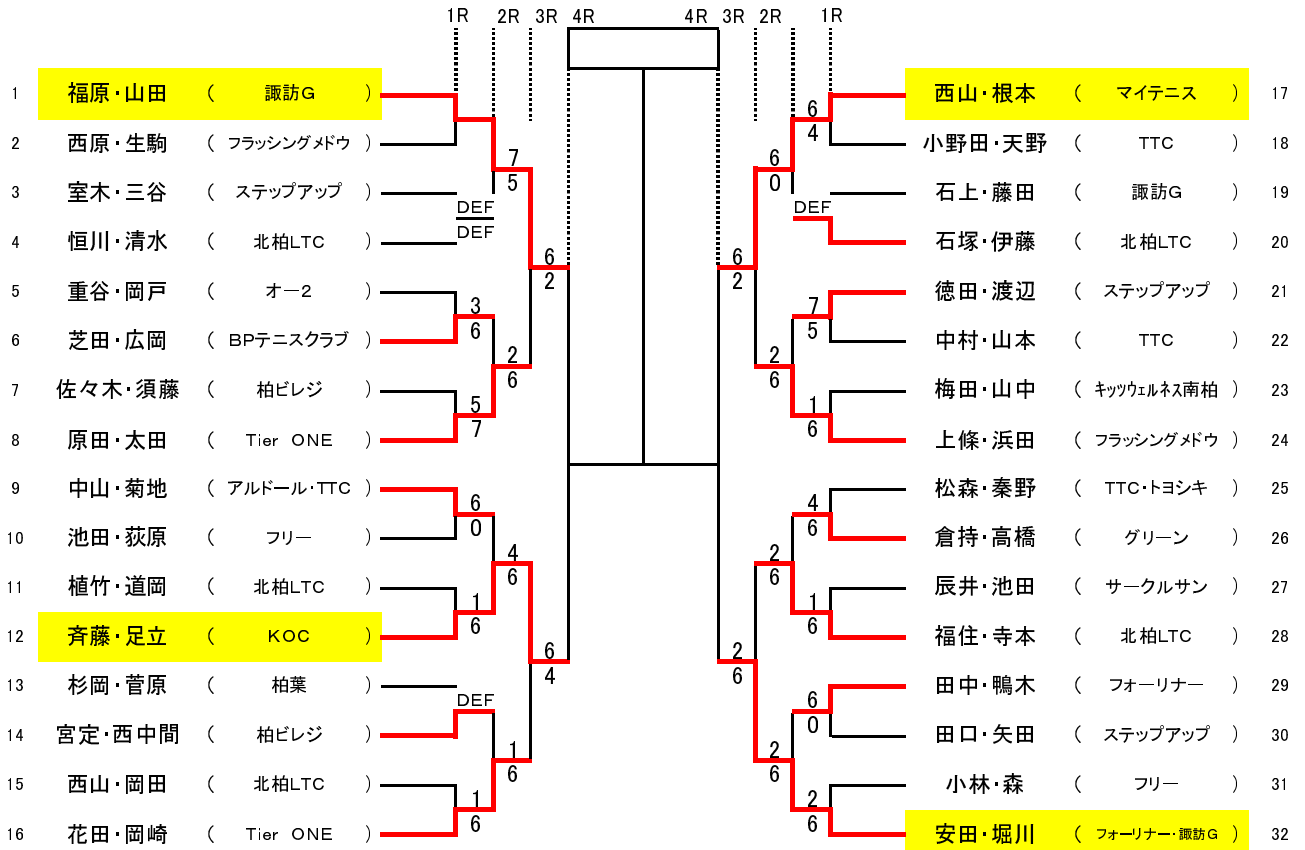 1R 2R 3R 4R 4R 3R 2R 1R
1 福原・山田 ( 諏訪G )
2 西原・生駒 ( フラッシングメドウ )
3 室木・三谷 ( ステップアップ )
4 恒川・清水 ( 北柏LTC )
5 重谷・岡戸 ( オー2 )
6 芝田・広岡 ( BPテニスクラブ )
7 佐々木・須藤 ( 柏ビレジ )
8 原田・太田 ( Tier ONE )
9 中山・菊地 ( アルドール・TTC )
10 池田・荻原 ( フリー )
11 植竹・道岡 ( 北柏LTC )
12 斉藤・足立 ( KOC )
13 杉岡・菅原 ( 柏葉 )
14 宮定・西中間 ( 柏ビレジ )
15 西山・岡田 ( 北柏LTC )
16 花田・岡崎 ( Tier ONE )
DEF
DEF
3
6
5
7
6
0
1
6
DEF
1
6
7
5
2
6
4
6
1
6
6
2
6
4
6
2
2
6
6
0
2
6
2
6
2
6
6
4
DEF
7
5
1
6
4
6
1
6
6
0
2
6
西山・根本 ( マイテニス ) 17
小野田・天野 ( TTC ) 18
石上・藤田 ( 諏訪G ) 19
石塚・伊藤 ( 北柏LTC ) 20
徳田・渡辺 ( ステップアップ ) 21
中村・山本 ( TTC ) 22
梅田・山中 ( キッツウェルネス南柏 ) 23
上條・浜田 ( フラッシングメドウ ) 24
松森・秦野 ( TTC・トヨシキ ) 25
倉持・高橋 ( グリーン ) 26
辰井・池田 ( サークルサン ) 27
福住・寺本 ( 北柏LTC ) 28
田中・鴨木 ( フォーリナー ) 29
田口・矢田 ( ステップアップ ) 30
小林・森 ( フリー ) 31
安田・堀川 ( フォーリナー・諏訪G ) 32